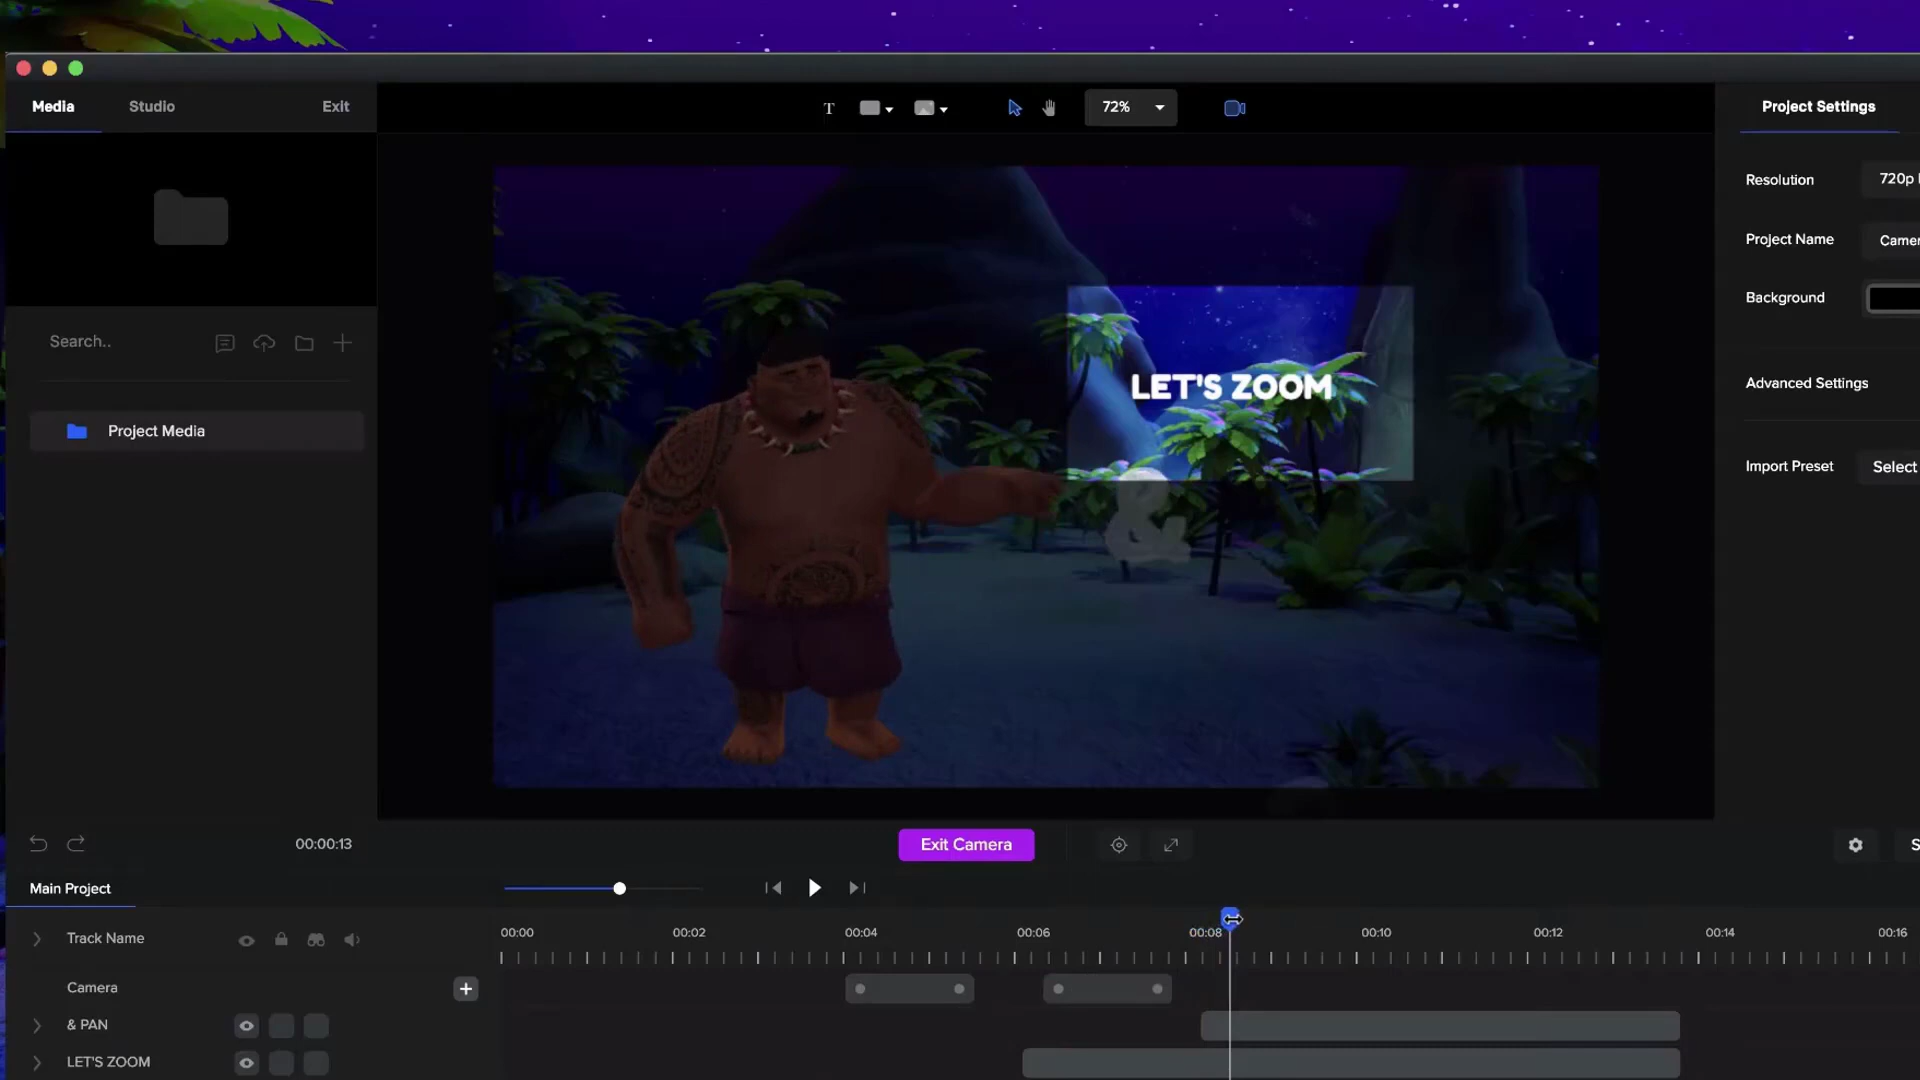 Media
Studio
Exit
T
72%
Project Settings
Resolution
720p
Project Name
Camer
Background
Search..
LET'S ZOOM
Advanced Settings
Project Media
Import Preset
Select
&
00:00:13
Exit Camera
S
Main Project
Track Name
00:00
00:02
00:04
00:06
00:08
00:10
00:12
00:14
00:16
Camera
& PAN
LET'S ZOOM